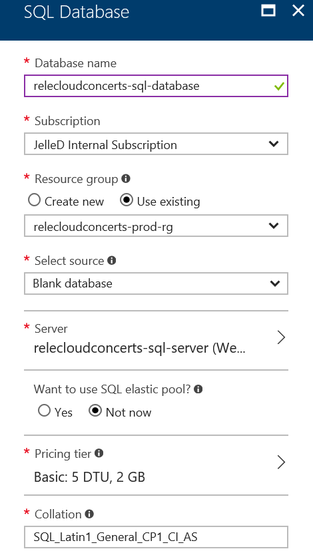 SQL Database
* Database name
relecloudconcerts-sql-database
* Subscription
JelleD Internal Subscription
* Resource group
Create new Use existing
relecloudconcerts-prod-rg
* Select source
Blank database
* Server
relecloudconcerts-sql-server (We...
Want to use SQL elastic pool?
Yes Not now
* Pricing tier
Basic: 5 DTU, 2 GB
* Collation
SQL_Latin1_General_CP1_CI_AS